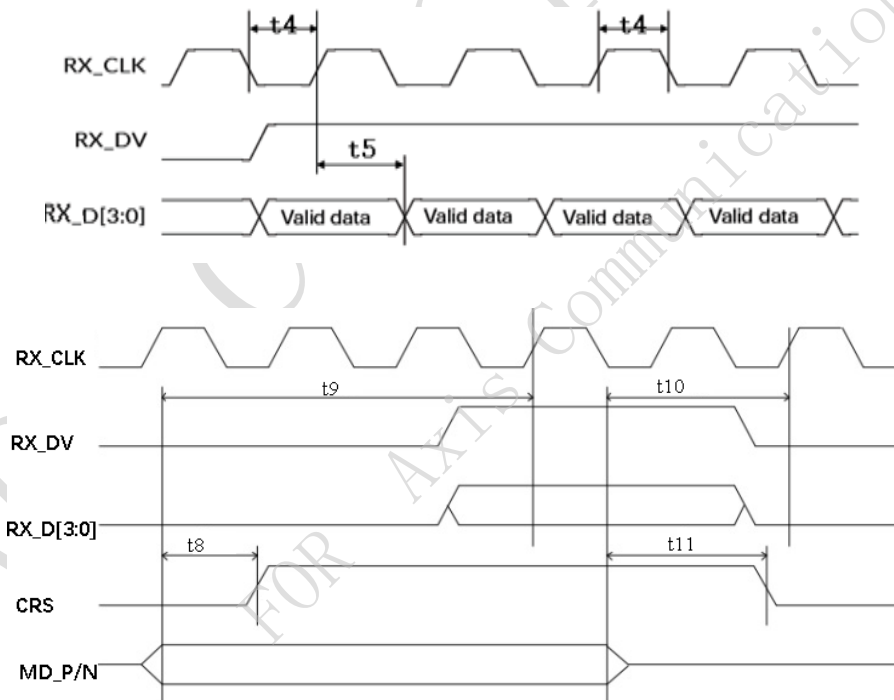 t4 t4
RX_CLK
RX_DV
t5
RX_D[3:0]
Valid data Valid data Valid data Valid data
RX_CLK
t9 t10
RX_DV
RX_D[3:0]
t8 t11
CRS
MD_P/N
FOR Axis Communication